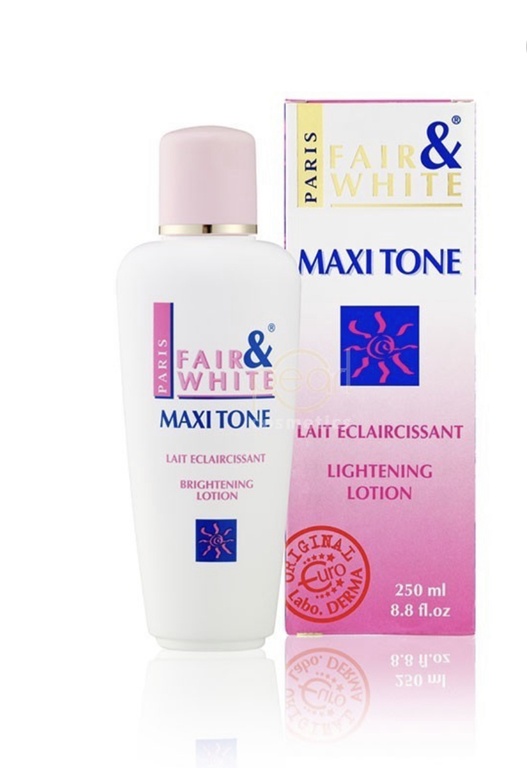 PARIS
FAIR &®
WHITE
MAXI TONE
LAIT ECLAIRCISSANT
BRIGHTENING
LOTION
PARIS
FAIR &®
WHITE
MAXI TONE
LAIT ECLAIRCISSANT
LIGHTENING
LOTION
ORIGINAL
Euro
Labo. DERMA
250 ml
8.8 fl.oz
cosmetics